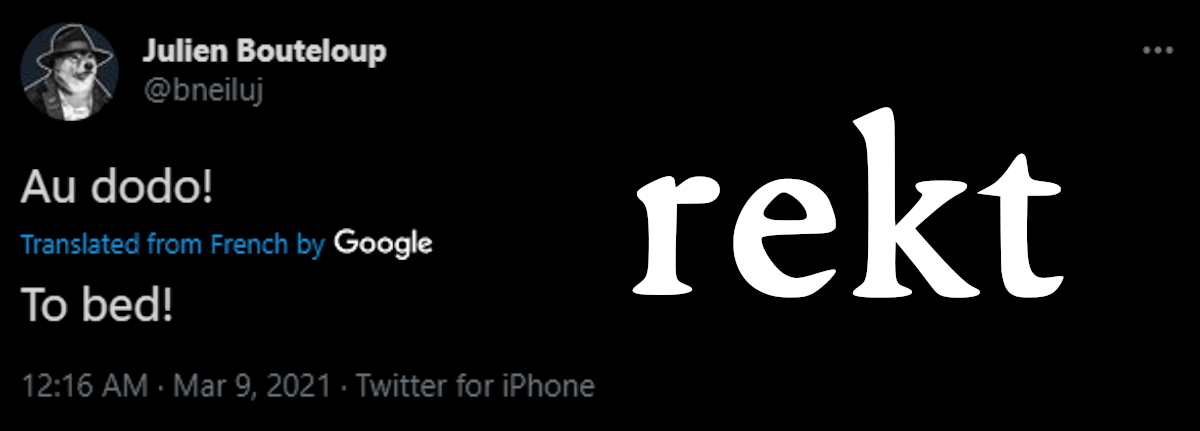 Julien Bouteloup
@bneiluj
Au dodo!
Translated from French by Google
To bed!
12:16 AM · Mar 9, 2021 · Twitter for iPhone
rekt